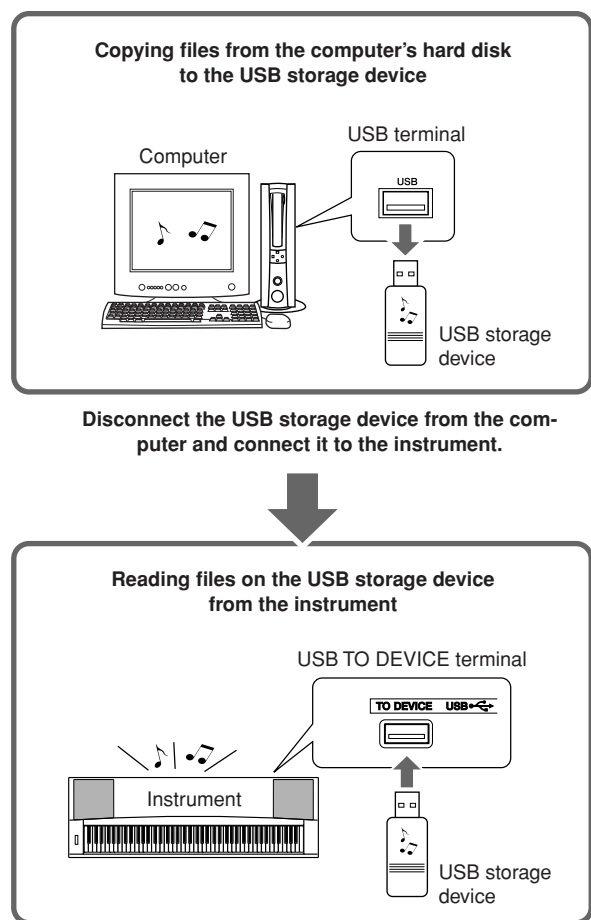 Copying files from the computer's hard disk
to the USB storage device
USB terminal
Computer
USB
USB storage
device
Disconnect the USB storage device from the com-
puter and connect it to the instrument.
Reading files on the USB storage device
from the instrument
USB TO DEVICE terminal
TO DEVICE USB
Instrument
USB storage
device